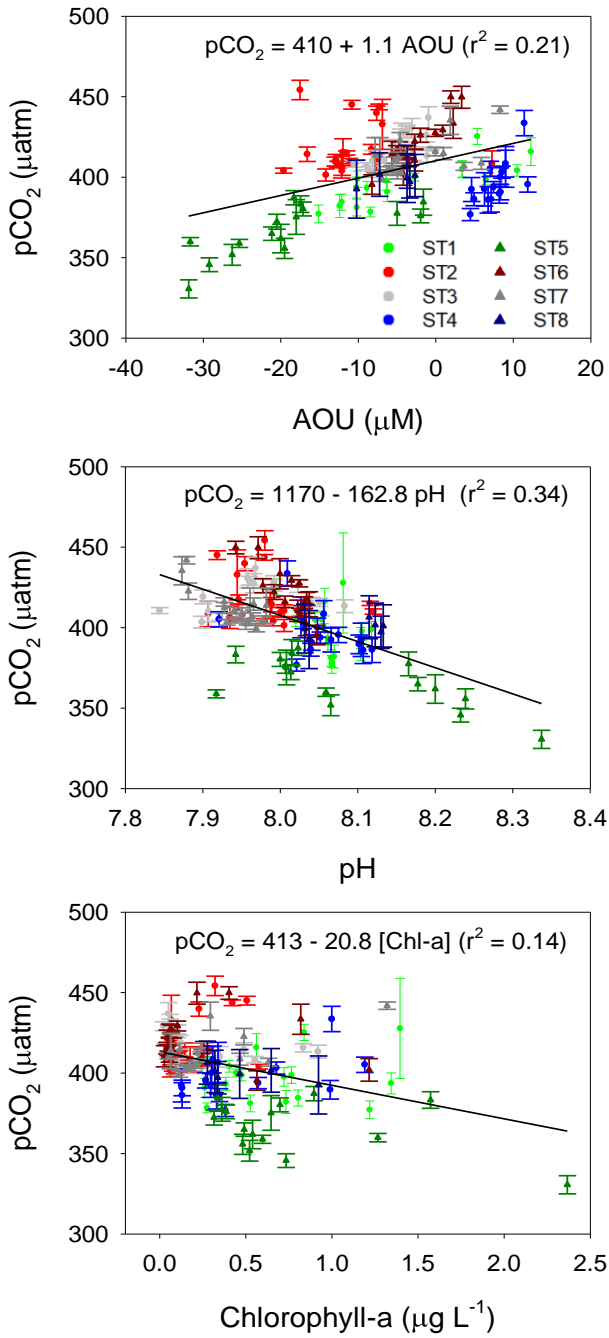 500
pCO₂ = 410 + 1.1 AOU (r² = 0.21)
450
400
350
300
pCO₂ (μatm)
ST1 ST5
ST2 ST6
ST3 ST7
ST4 ST8
-40 -30 -20 -10 0 10 20
AOU (μM)
500
pCO₂ = 1170 - 162.8 pH (r² = 0.34)
450
400
350
300
pCO₂ (μatm)
7.8 7.9 8.0 8.1 8.2 8.3 8.4
pH
500
pCO₂ = 413 - 20.8 [Chl-a] (r² = 0.14)
450
400
350
300
pCO₂ (μatm)
0.0 0.5 1.0 1.5 2.0 2.5
Chlorophyll-a (μg L⁻¹)